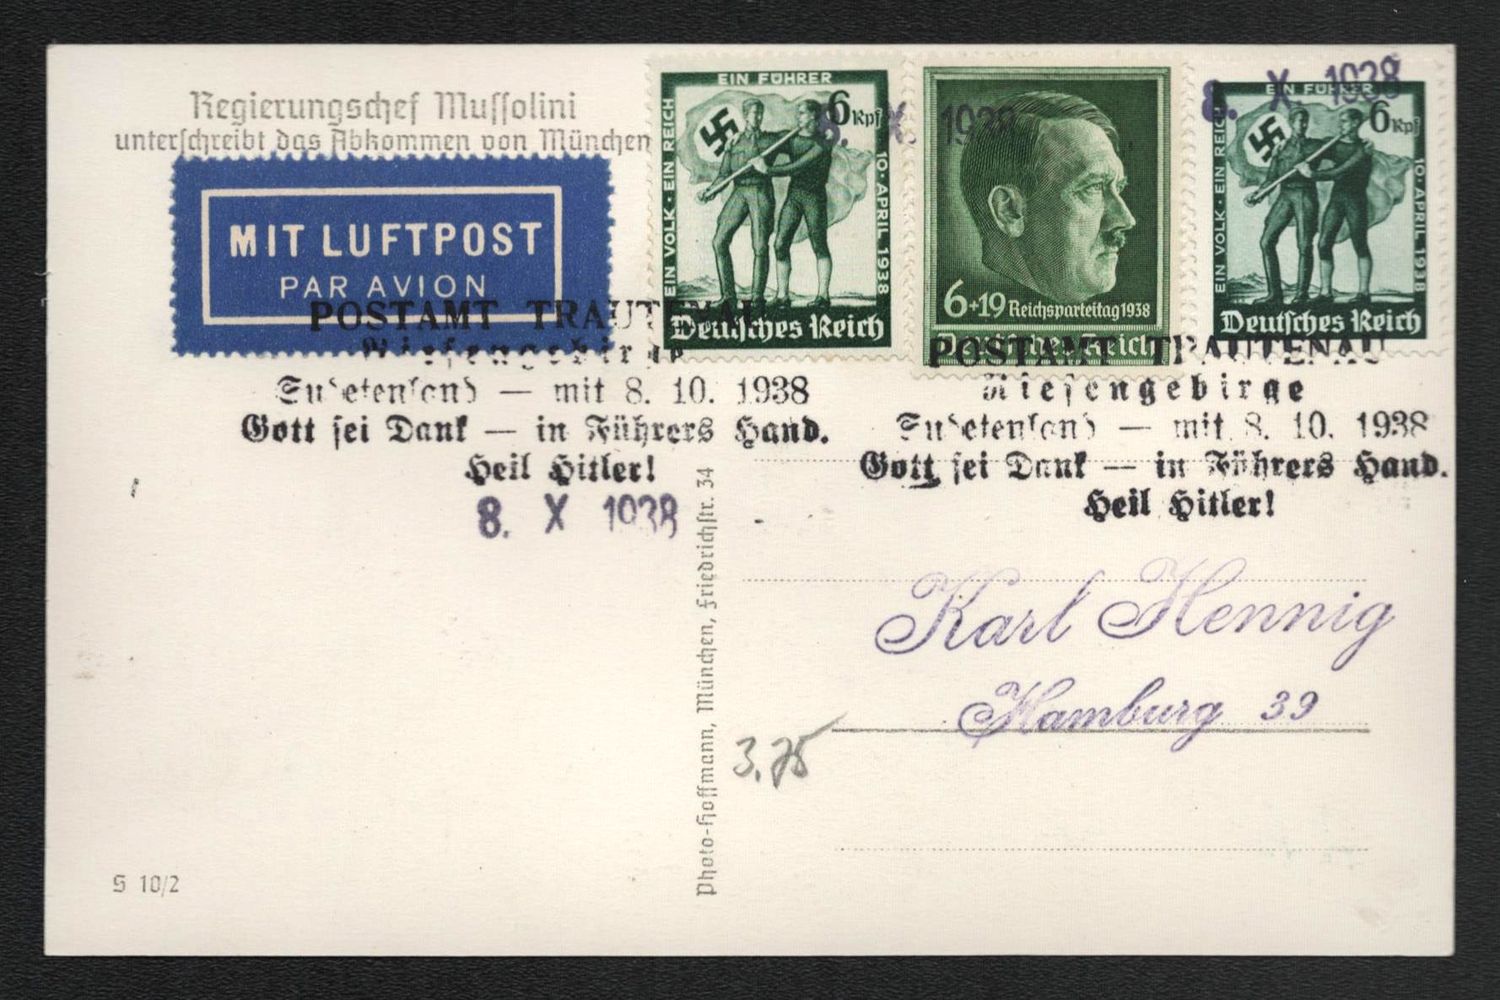 Regierungschef Mussolini
unterschreibt das Abkommen von München
MIT LUFTPOST
PAR AVION
EIN VOLK · EIN REICH
EIN FÜHRER
10 · APRIL 1938
6 Rpf
Deutsches Reich
8. X. 1938
6+19 Reichsparteitag 1938
Deutsches Reich
EIN VOLK · EIN REICH
EIN FÜHRER
10 · APRIL 1938
6 Rpf
Deutsches Reich
8. X 1938
POSTAMT TRAUTENAU
Riesengebirge
Sudetenland — mit 8. 10. 1938
Gott sei Dank — in Führers Hand.
Heil Hitler!
8. X 1938
POSTAMT TRAUTENAU
Riesengebirge
Sudetenland — mit 8. 10. 1938
Gott sei Dank — in Führers Hand.
Heil Hitler!
Photo-Hoffmann, München, Friedrichstr. 34
Karl Hennig
Hamburg 39
3.75
S 10/2